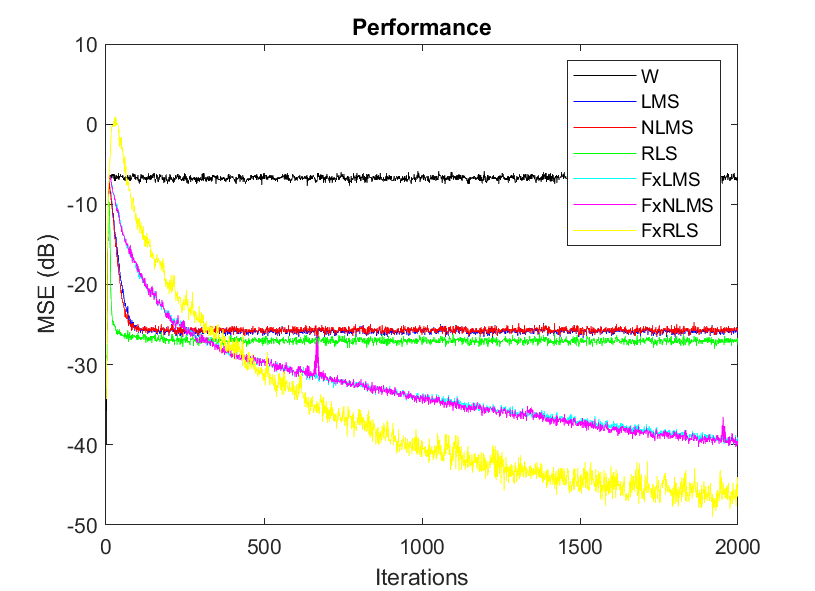 Performance
10
0
-10
-20
-30
-40
-50
MSE (dB)
W
LMS
NLMS
RLS
FxLMS
FxNLMS
FxRLS
0
500
1000
1500
2000
Iterations